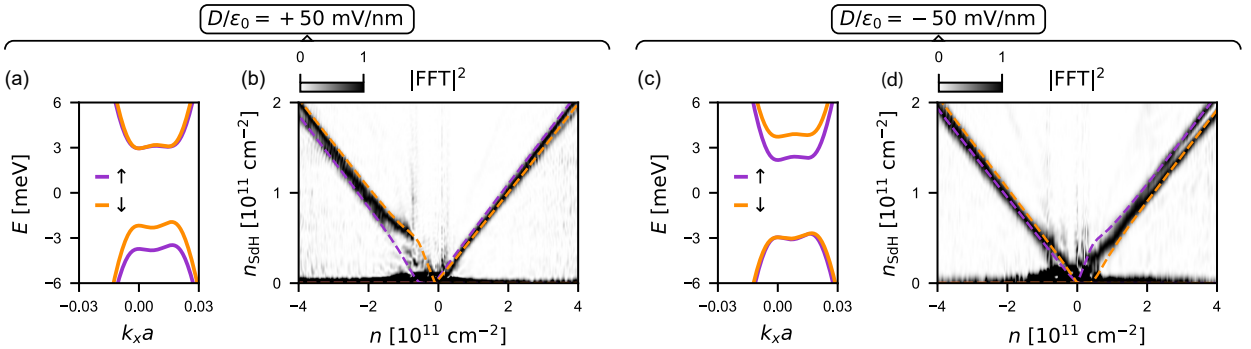 D/ε₀ = +50 mV/nm
D/ε₀ = −50 mV/nm
(a)
E [meV]
6
3
0
−3
−6
↑
↓
−0.03
0.00
0.03
kₓa
(b)
0
1
|FFT|²
n_SdH [10¹¹ cm⁻²]
2
1
0
−4
−2
0
2
4
n [10¹¹ cm⁻²]
(c)
E [meV]
6
3
0
−3
−6
↑
↓
−0.03
0.00
0.03
kₓa
(d)
0
1
|FFT|²
n_SdH [10¹¹ cm⁻²]
2
1
0
−4
−2
0
2
4
n [10¹¹ cm⁻²]